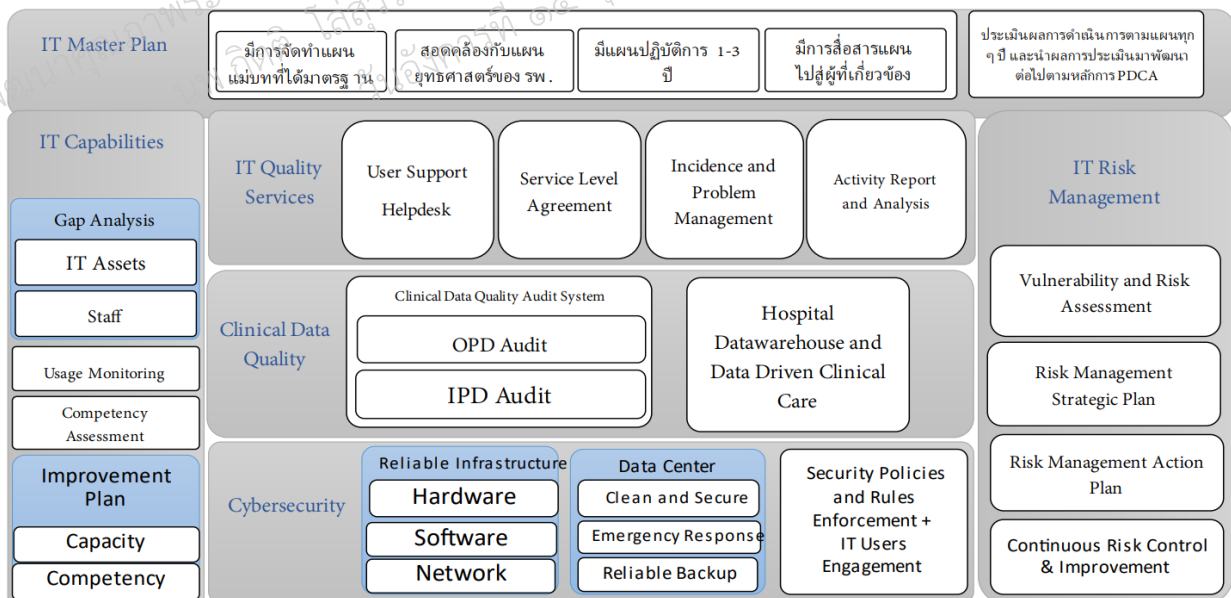 IT Master Plan
มีการจัดทำแผน
แม่บทที่ได้มาตรฐ าน
สอดคล้องกับแผน
ยุทธศาสตร์ของ รพ.
มีแผนปฏิบัติการ 1-3
ปี
มีการสื่อสารแผน
ไปสู่ผู้ที่เกี่ยวข้อง
ประเมินผลการดำเนินการตามแผนทุก
ๆ ปี และนำผลการประเมินมาพัฒนา
ต่อไปตามหลักการ PDCA
IT Capabilities
Gap Analysis
IT Assets
Staff
Usage Monitoring
Competency
Assessment
Improvement
Plan
Capacity
Competency
IT Quality
Services
User Support
Helpdesk
Service Level
Agreement
Incidence and
Problem
Management
Activity Report
and Analysis
Clinical Data
Quality
Clinical Data Quality Audit System
OPD Audit
IPD Audit
Hospital
Datawarehouse and
Data Driven Clinical
Care
Cybersecurity
Reliable Infrastructure
Hardware
Software
Network
Data Center
Clean and Secure
Emergency Response
Reliable Backup
Security Policies
and Rules
Enforcement +
IT Users
Engagement
IT Risk
Management
Vulnerability and Risk
Assessment
Risk Management
Strategic Plan
Risk Management Action
Plan
Continuous Risk Control
& Improvement